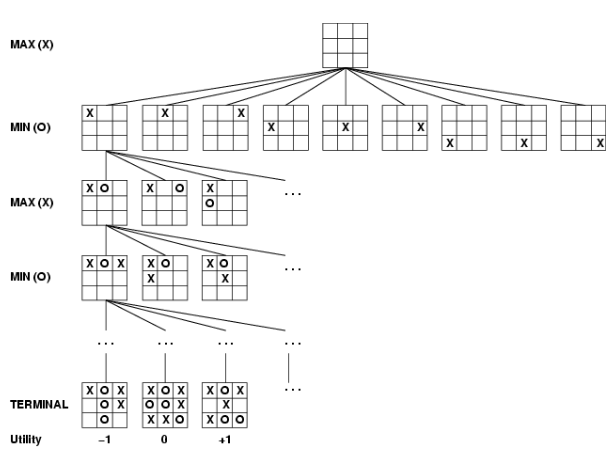 MAX (X)
X X X
MIN (O) X X X
X X X
X O X O X
...
MAX (X) O
X O X X O X O
...
MIN (O) X X
... ... ... ...
X O X X O X X O X
...
TERMINAL O X O O X X
O X X O X O O
Utility −1 0 +1